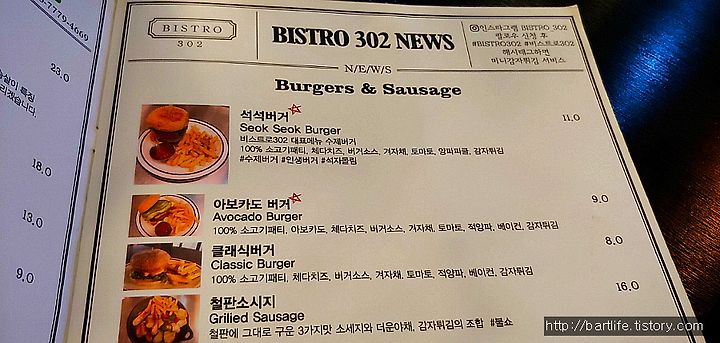 7779-4669
23.0
18.0
13.0
9.0
BISTRO
302
BISTRO 302 NEWS
인스타그램 BISTRO_302
팔로우 신청 후
#BISTRO302 #비스트로302
해시태그하면
미니감자튀김 서비스
N/E/W/S
Burgers & Sausage
석석버거
11.0
Seok Seok Burger
비스트로302 대표메뉴 수제버거
100% 소고기패티, 체다치즈, 버거소스, 겨자채, 토마토, 양파피클, 감자튀김
#수제버거 #인생버거 #석자몰림
아보카도 버거
9.0
Avocado Burger
100% 소고기패티, 아보카도, 체다치즈, 버거소스, 겨자채, 토마토, 적양파, 베이컨, 감자튀김
클래식버거
8.0
Classic Burger
100% 소고기패티, 체다치즈, 버거소스, 겨자채, 토마토, 적양파, 베이컨, 감자튀김
철판소시지
16.0
Grilled Sausage
철판에 그대로 구운 3가지맛 소세지와 더운야채, 감자튀김의 조합 #불쇼
http://bartlife.tistory.com